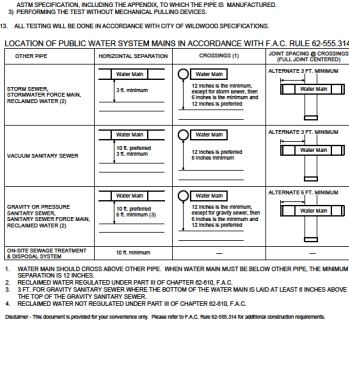 ASTM SPECIFICATION, INCLUDING THE APPENDIX, TO WHICH THE PIPE IS MANUFACTURED.
3) PERFORMING THE TEST WITHOUT MECHANICAL PULLING DEVICES.
13. ALL TESTING WILL BE DONE IN ACCORDANCE WITH CITY OF WILDWOOD SPECIFICATIONS.
LOCATION OF PUBLIC WATER SYSTEM MAINS IN ACCORDANCE WITH F.A.C. RULE 62-555.314
OTHER PIPE HORIZONTAL SEPARATION CROSSINGS (1) JOINT SPACING @ CROSSINGS
(FULL JOINT CENTERED)
STORM SEWER,
STORMWATER FORCE MAIN,
RECLAIMED WATER (2)
Water Main
3 ft. minimum
Water Main
12 inches is the minimum,
except for storm sewer, then
6 inches is the minimum and
12 inches is preferred
ALTERNATE 3 FT. MINIMUM
Water Main
VACUUM SANITARY SEWER
Water Main
10 ft. preferred
3 ft. minimum
Water Main
12 inches is preferred
6 inches minimum
ALTERNATE 3 FT. MINIMUM
Water Main
GRAVITY OR PRESSURE
SANITARY SEWER,
SANITARY SEWER FORCE MAIN,
RECLAIMED WATER (4)
Water Main
10 ft. preferred
6 ft. minimum (3)
Water Main
12 inches is the minimum,
except for gravity sewer, then
6 inches is the minimum and
12 inches is preferred
ALTERNATE 6 FT. MINIMUM
Water Main
ON-SITE SEWAGE TREATMENT
& DISPOSAL SYSTEM
10 ft. minimum
— —
1. WATER MAIN SHOULD CROSS ABOVE OTHER PIPE. WHEN WATER MAIN MUST BE BELOW OTHER PIPE, THE MINIMUM
SEPARATION IS 12 INCHES.
2. RECLAIMED WATER REGULATED UNDER PART III OF CHAPTER 62-610, F.A.C.
3. 3 FT. FOR GRAVITY SANITARY SEWER WHERE THE BOTTOM OF THE WATER MAIN IS LAID AT LEAST 6 INCHES ABOVE
THE TOP OF THE GRAVITY SANITARY SEWER.
4. RECLAIMED WATER NOT REGULATED UNDER PART III OF CHAPTER 62-610, F.A.C.
Disclaimer - This document is provided for your convenience only. Please refer to F.A.C. Rule 62-555.314 for additional construction requirements.